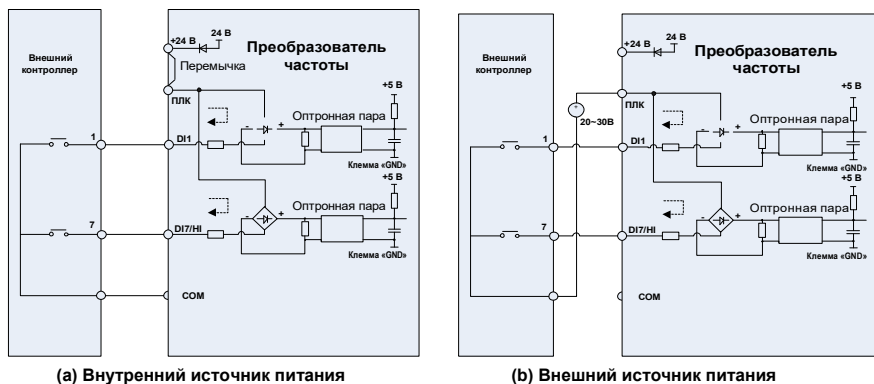 Внешний
контроллер
24 В
+24 В
Перемычка
Преобразователь
частоты
ПЛК
+5 В
Оптронная пара
1
DI1
-
+
Клемма «GND»
+5 В
Оптронная пара
7
DI7/HI
-
+
Клемма «GND»
COM
(a) Внутренний источник питания
Внешний
контроллер
24 В
+24 В
Преобразователь
частоты
ПЛК
20~30В
+5 В
Оптронная пара
1
DI1
-
+
Клемма «GND»
+5 В
Оптронная пара
7
DI7/HI
-
+
Клемма «GND»
COM
(b) Внешний источник питания